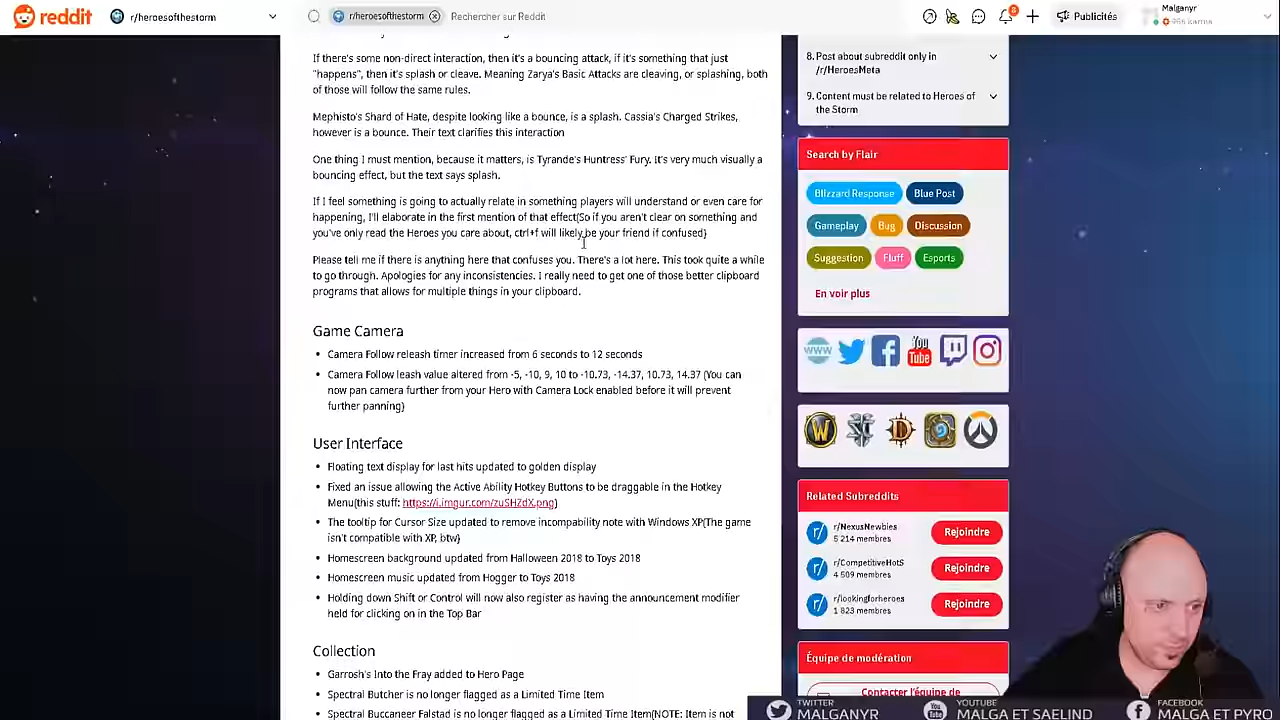 reddit
r/heroesofthestorm
r/heroesofthestorm
Rechercher sur Reddit
8
Publicités
Malganyr
If there's some non-direct interaction, then it's a bouncing attack, if it's something that just
"happens", then it's splash or cleave. Meaning Zarya's Basic Attacks are cleaving, or splashing, both
of those will follow the same rules.
Mephisto's Shard of Hate, despite looking like a bounce, is a splash. Cassia's Charged Strikes,
however is a bounce. Their text clarifies this interaction
One thing I must mention, because it matters, is Tyrande's Huntress' Fury. It's very much visually a
bouncing effect, but the text says splash.
If I feel something is going to actually relate in something players will understand or even care for
happening, I'll elaborate in the first mention of that effect(So if you aren't clear on something and
you've only read the Heroes you care about, ctrl+f will likely be your friend if confused)
Please tell me if there is anything here that confuses you. There's a lot here. This took quite a while
to go through. Apologies for any inconsistencies. I really need to get one of those better clipboard
programs that allows for multiple things in your clipboard.
Game Camera
• Camera Follow releash timer increased from 6 seconds to 12 seconds
• Camera Follow leash value altered from -5, -10, 9, 10 to -10.73, -14.37, 10.73, 14.37 (You can
now pan camera further from your Hero with Camera Lock enabled before it will prevent
further panning)
User Interface
• Floating text display for last hits updated to golden display
• Fixed an issue allowing the Active Ability Hotkey Buttons to be draggable in the Hotkey
Menu(this stuff: https://i.imgur.com/zuSHZdX.png)
• The tooltip for Cursor Size updated to remove incompability note with Windows XP(The game
isn't compatible with XP, btw)
• Homescreen background updated from Halloween 2018 to Toys 2018
• Homescreen music updated from Hogger to Toys 2018
• Holding down Shift or Control will now also register as having the announcement modifier
held for clicking on in the Top Bar
Collection
• Garrosh's Into the Fray added to Hero Page
• Spectral Butcher is no longer flagged as a Limited Time Item
• Spectral Buccaneer Falstad is no longer flagged as a Limited Time Item(NOTE: Item is not
8. Post about subreddit only in
/r/HeroesMeta
9. Content must be related to Heroes of
the Storm
Search by Flair
Blizzard Response
Blue Post
Gameplay
Bug
Discussion
Suggestion
Fluff
Esports
En voir plus
www
You
Tube
Related Subreddits
r/NexusNewbies
5 214 membres
Rejoindre
r/CompetitiveHotS
4 509 membres
Rejoindre
r/lookingforheroes
1 823 membres
Rejoindre
Équipe de modération
Contacter l'équipe de
TWITTER
MALGANYR
You
Tube
YOUTUBE
MALGA ET SAELIND
FACEBOOK
MALGA ET PYRO